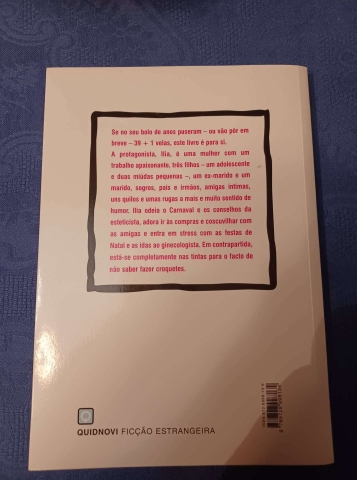 Se no seu bolo de anos puseram – ou vão pôr em
breve – 39 + 1 velas, este livro é para si.
A protagonista, Ilia, é uma mulher com um
trabalho apaixonante, três filhos – um adolescente
e duas miúdas pequenas –, um ex-marido e um
marido, sogros, pais e irmãos, amigas íntimas,
uns quilos e umas rugas a mais e muito sentido de
humor. Ilia odeia o Carnaval e os conselhos da
esteticista, adora ir às compras e coscuvilhar com
as amigas e entra em stress com as festas de
Natal e as idas ao ginecologista. Em contrapartida,
está-se completamente nas tintas para o facto de
não saber fazer croquetes.
QUIDNOVI FICÇÃO ESTRANGEIRA